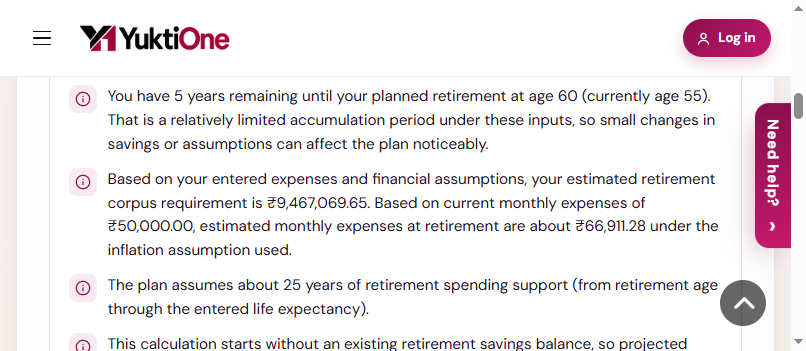 YuktiOne
Log in
You have 5 years remaining until your planned retirement at age 60 (currently age 55).
That is a relatively limited accumulation period under these inputs, so small changes in
savings or assumptions can affect the plan noticeably.
Based on your entered expenses and financial assumptions, your estimated retirement
corpus requirement is ₹9,467,069.65. Based on current monthly expenses of
₹50,000.00, estimated monthly expenses at retirement are about ₹66,911.28 under the
inflation assumption used.
The plan assumes about 25 years of retirement spending support (from retirement age
through the entered life expectancy).
This calculation starts without an existing retirement savings balance, so projected
Need help?